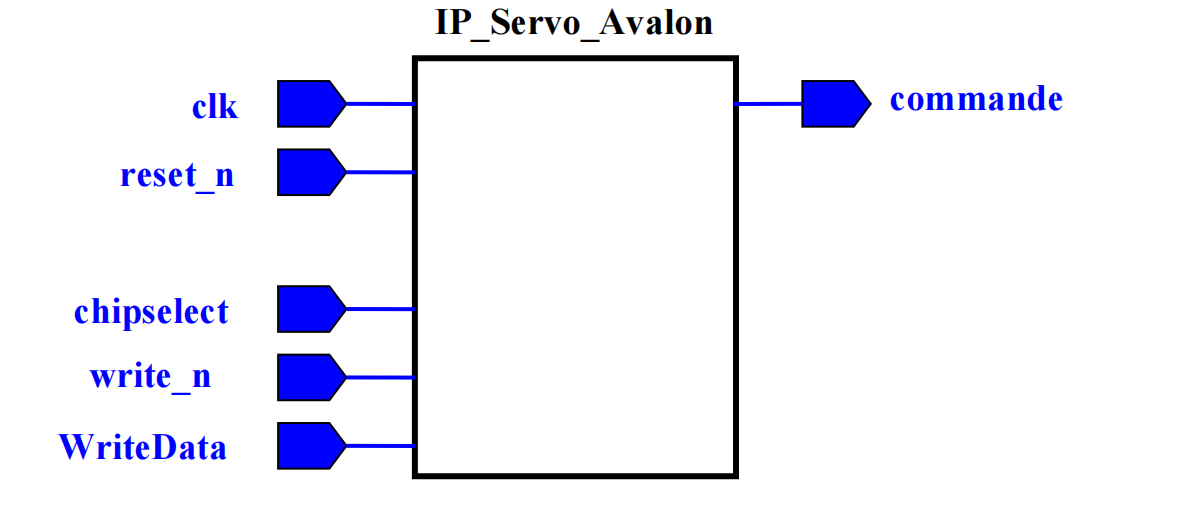 IP_Servo_Avalon
clk
commande
reset_n
chipselect
write_n
WriteData